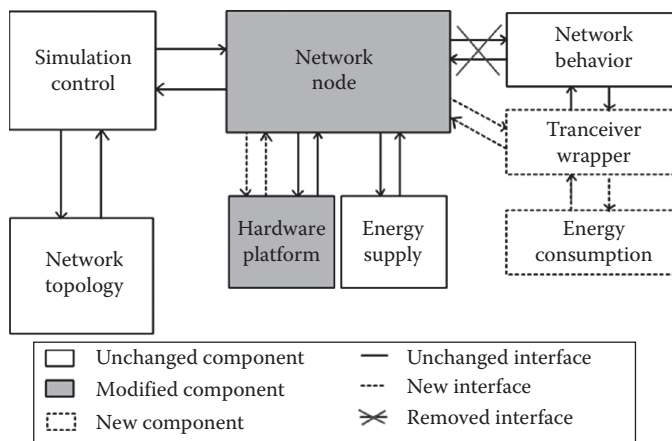 Simulation
control
Network
node
Network
behavior
Tranceiver
wrapper
Hardware
platform
Energy
supply
Energy
consumption
Network
topology
Unchanged component
Modified component
New component
Unchanged interface
New interface
Removed interface